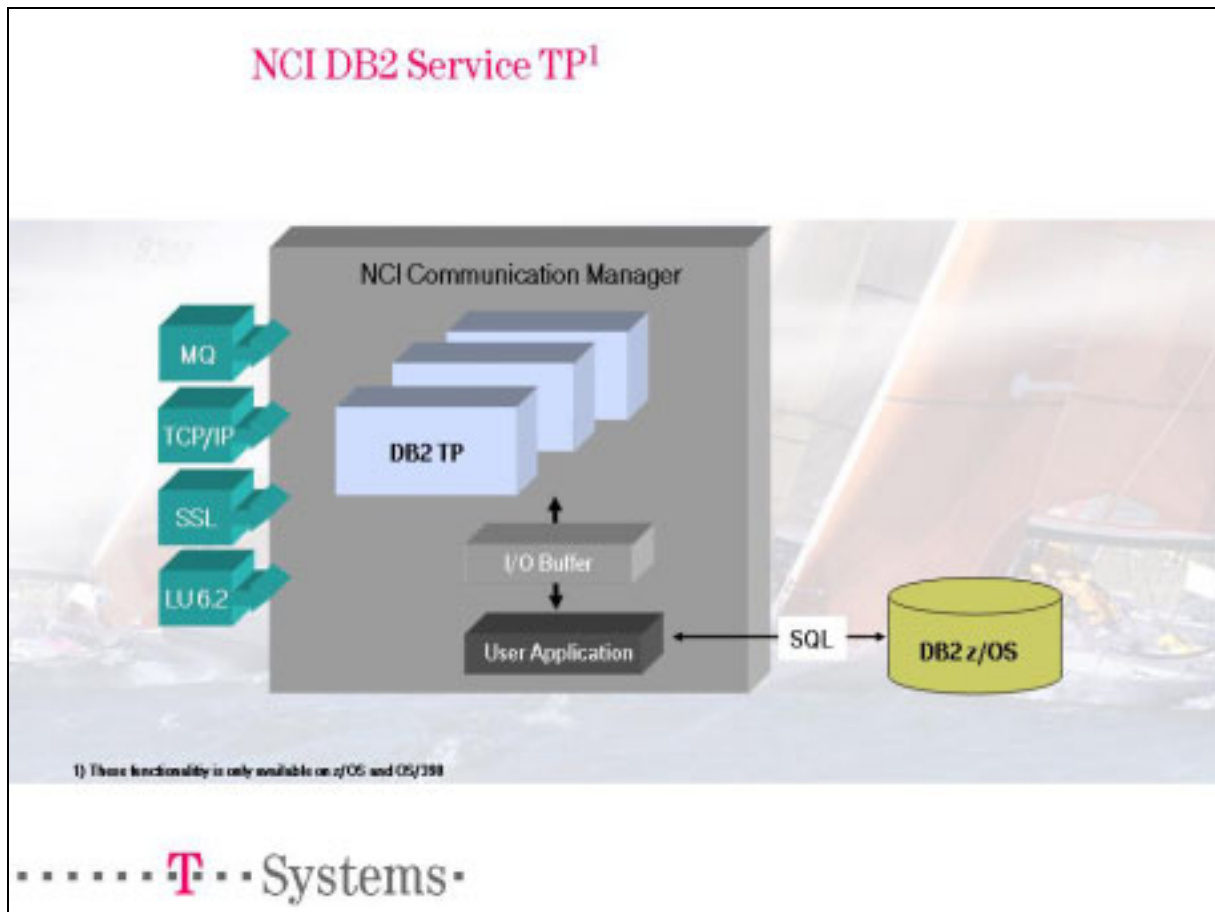 NCI DB2 Service TP1
NCI Communication Manager
MQ
TCP/IP
SSL
LU 6.2
DB2 TP
I/O Buffer
User Application
SQL
DB2 z/OS
1) These functionality is only available on z/OS and OS/390
T Systems